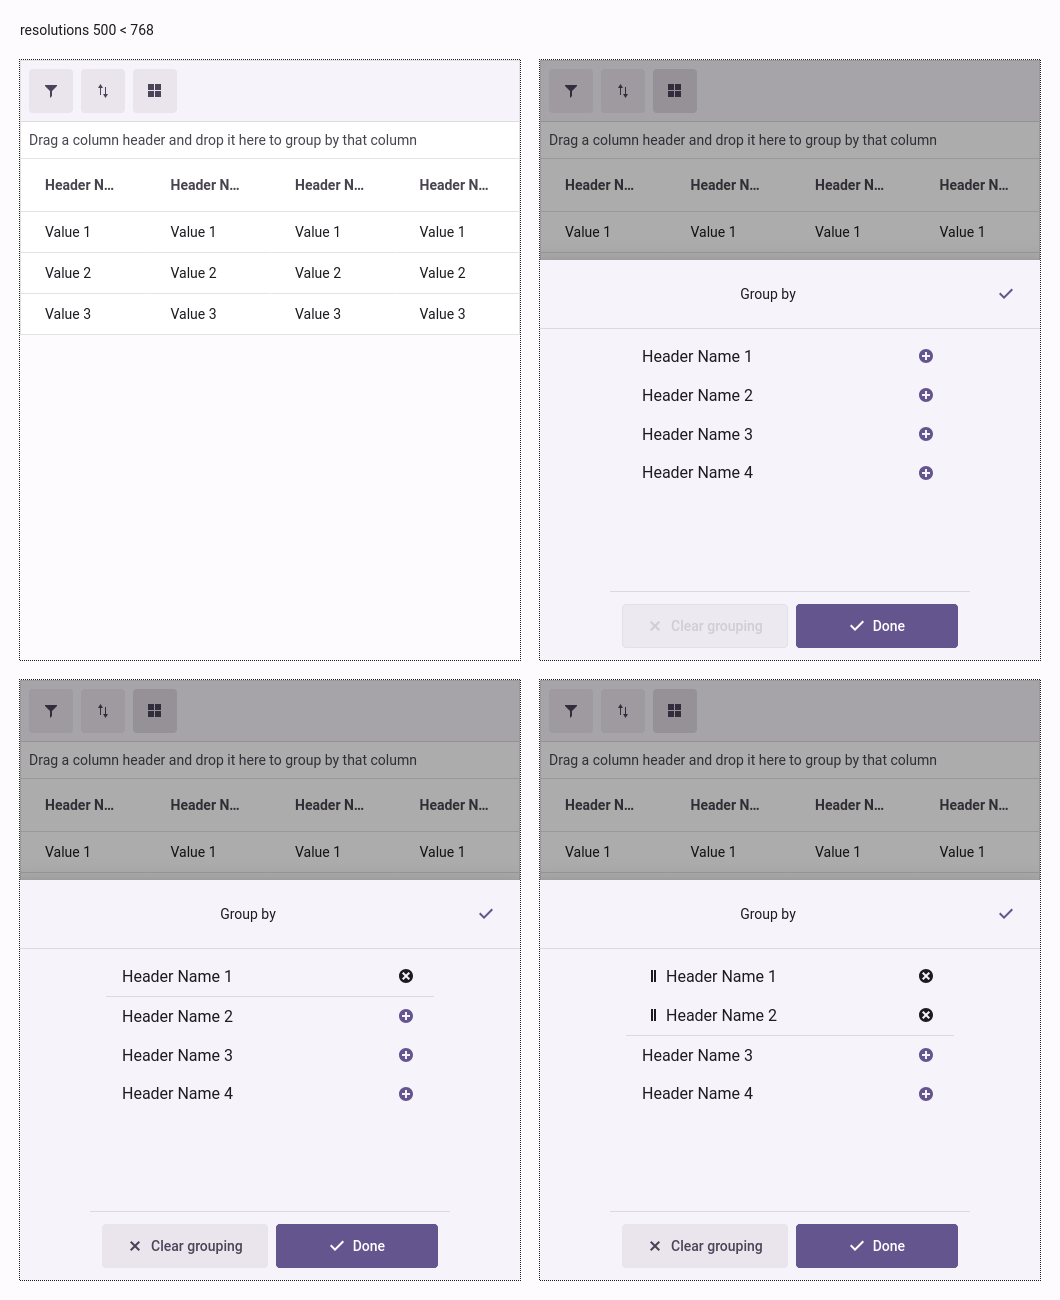 resolutions 500 < 768
Drag a column header and drop it here to group by that column
Header N... Header N... Header N... Header N...
Value 1 Value 1 Value 1 Value 1
Value 2 Value 2 Value 2 Value 2
Value 3 Value 3 Value 3 Value 3
Drag a column header and drop it here to group by that column
Header N... Header N... Header N... Header N...
Value 1 Value 1 Value 1 Value 1
Group by
Header Name 1
Header Name 2
Header Name 3
Header Name 4
Clear grouping Done
Drag a column header and drop it here to group by that column
Header N... Header N... Header N... Header N...
Value 1 Value 1 Value 1 Value 1
Group by
Header Name 1
Header Name 2
Header Name 3
Header Name 4
Clear grouping Done
Drag a column header and drop it here to group by that column
Header N... Header N... Header N... Header N...
Value 1 Value 1 Value 1 Value 1
Group by
Header Name 1
Header Name 2
Header Name 3
Header Name 4
Clear grouping Done